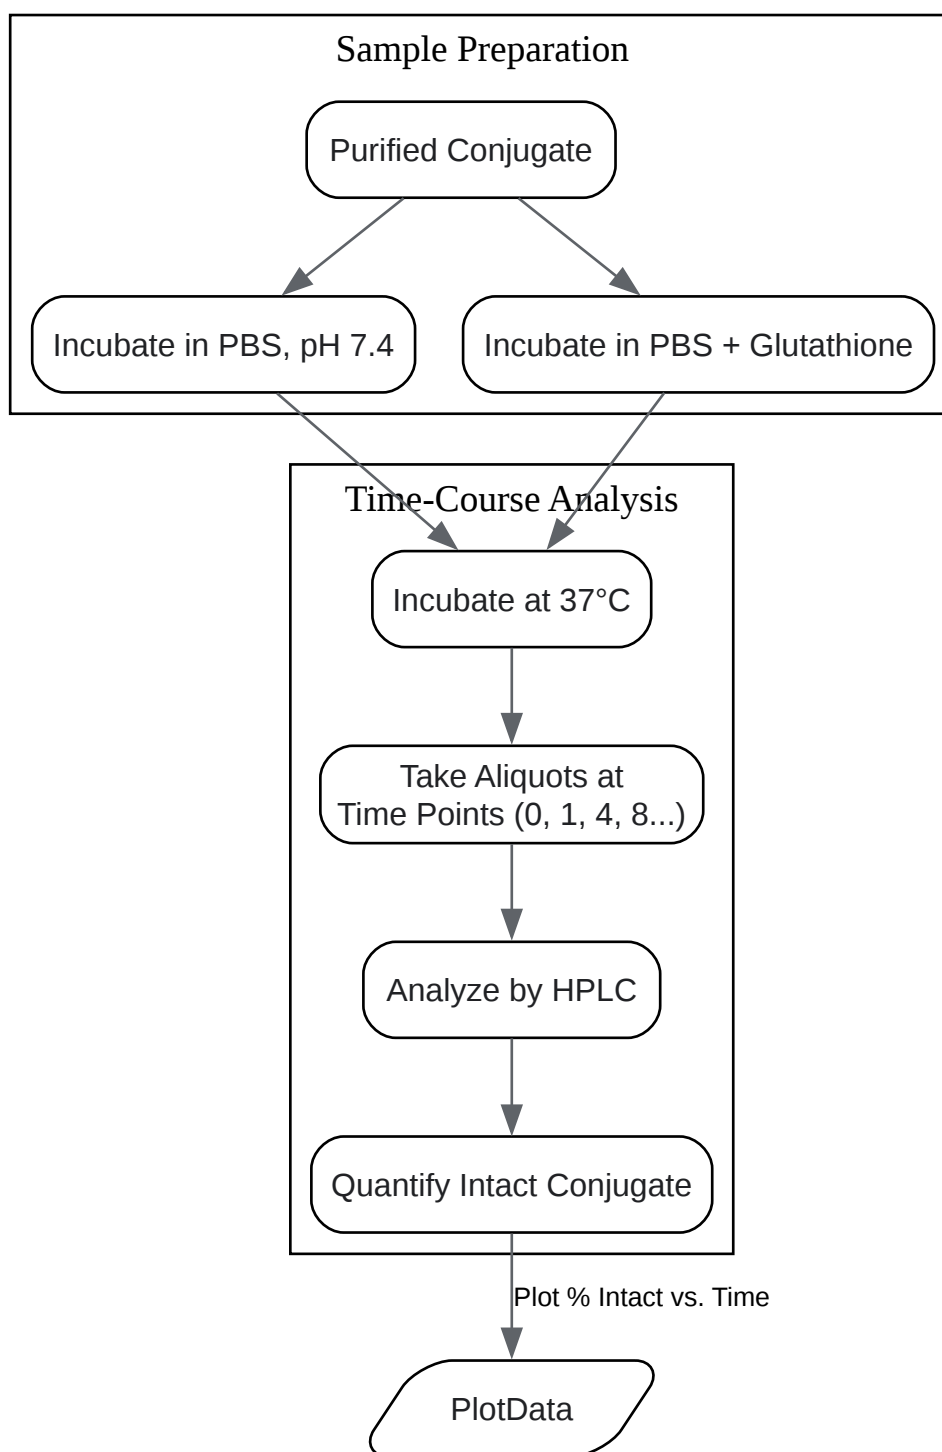 Sample Preparation
Purified Conjugate
Incubate in PBS, pH 7.4
Incubate in PBS + Glutathione
Time-Course Analysis
Incubate at 37°C
Take Aliquots at
Time Points (0, 1, 4, 8...)
Analyze by HPLC
Quantify Intact Conjugate
Plot % Intact vs. Time
PlotData